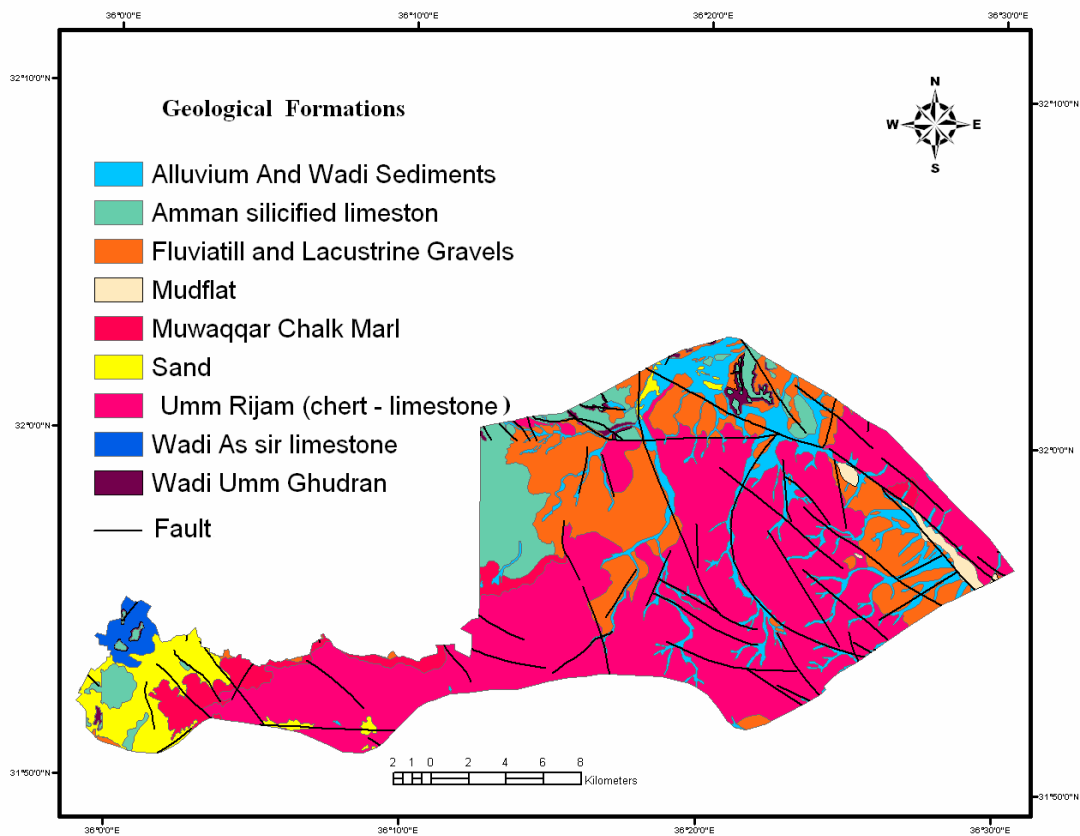 36°0'0"E 36°10'0"E 36°20'0"E 36°30'0"E
32°10'0"N
32°10'0"N
N
W E
S
Geological Formations
Alluvium And Wadi Sediments
Amman silicified limeston
Fluviatill and Lacustrine Gravels
Mudflat
Muwaqqar Chalk Marl
Sand
Umm Rijam (chert - limestone)
Wadi As sir limestone
Wadi Umm Ghudran
Fault
32°0'0"N
32°0'0"N
2 1 0 2 4 6 8
Kilometers
31°50'0"N
31°50'0"N
36°0'0"E 36°10'0"E 36°20'0"E 36°30'0"E